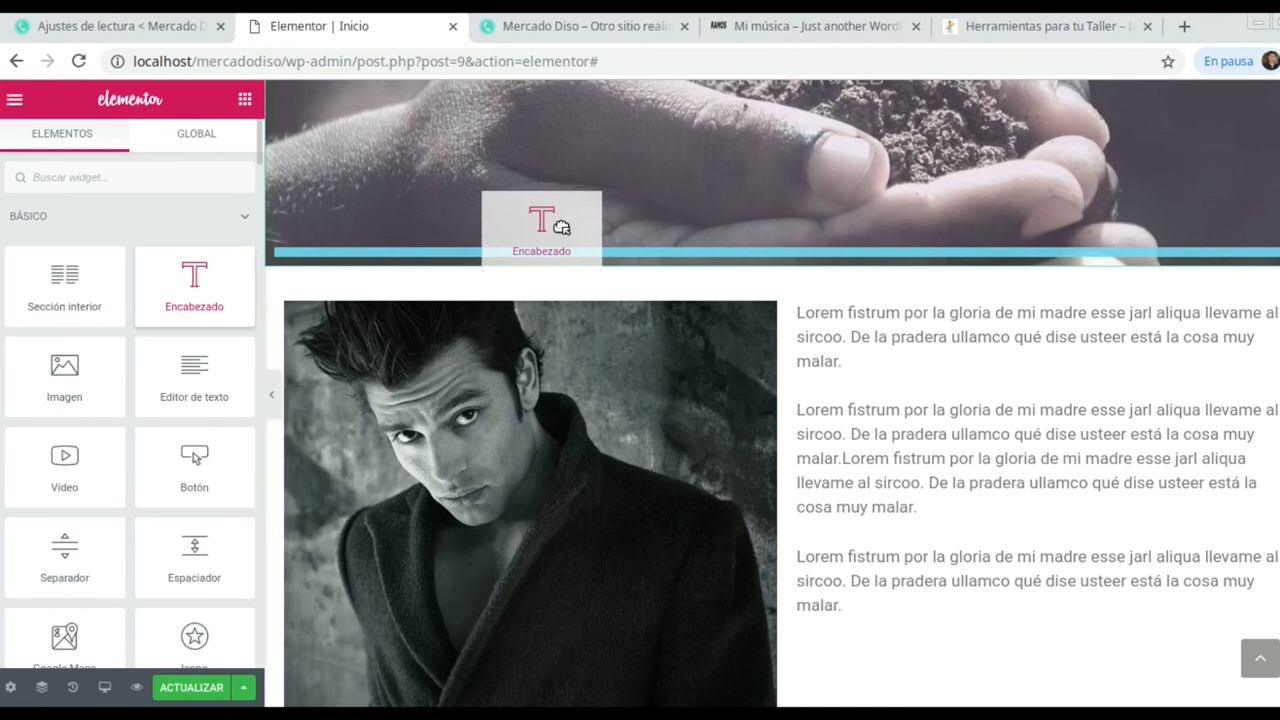 Ajustes de lectura < Mercado D
Elementor | Inicio
Mercado Diso – Otro sitio realiz
Mi música – Just another WordP
Herramientas para tu Taller –
localhost/mercadodiso/wp-admin/post.php?post=9&action=elementor#
En pausa
elementor
ELEMENTOS
GLOBAL
Buscar widget...
BÁSICO
Sección interior
Encabezado
Imagen
Editor de texto
Vídeo
Botón
Separador
Espaciador
Google Maps
Icono
ACTUALIZAR
Encabezado
Lorem fistrum por la gloria de mi madre esse jarl aliqua llevame al
sircoo. De la pradera ullamco qué dise usteer está la cosa muy
malar.
Lorem fistrum por la gloria de mi madre esse jarl aliqua llevame al
sircoo. De la pradera ullamco qué dise usteer está la cosa muy
malar.Lorem fistrum por la gloria de mi madre esse jarl aliqua
llevame al sircoo. De la pradera ullamco qué dise usteer está la
cosa muy malar.
Lorem fistrum por la gloria de mi madre esse jarl aliqua llevame al
sircoo. De la pradera ullamco qué dise usteer está la cosa muy
malar.